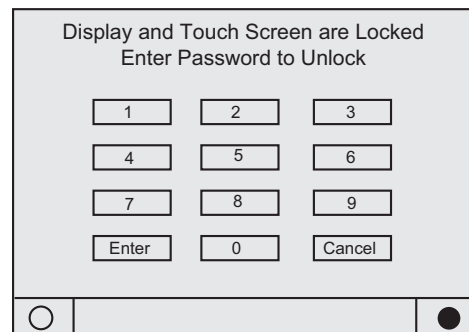 Display and Touch Screen are Locked
Enter Password to Unlock
1 2 3
4 5 6
7 8 9
Enter 0 Cancel